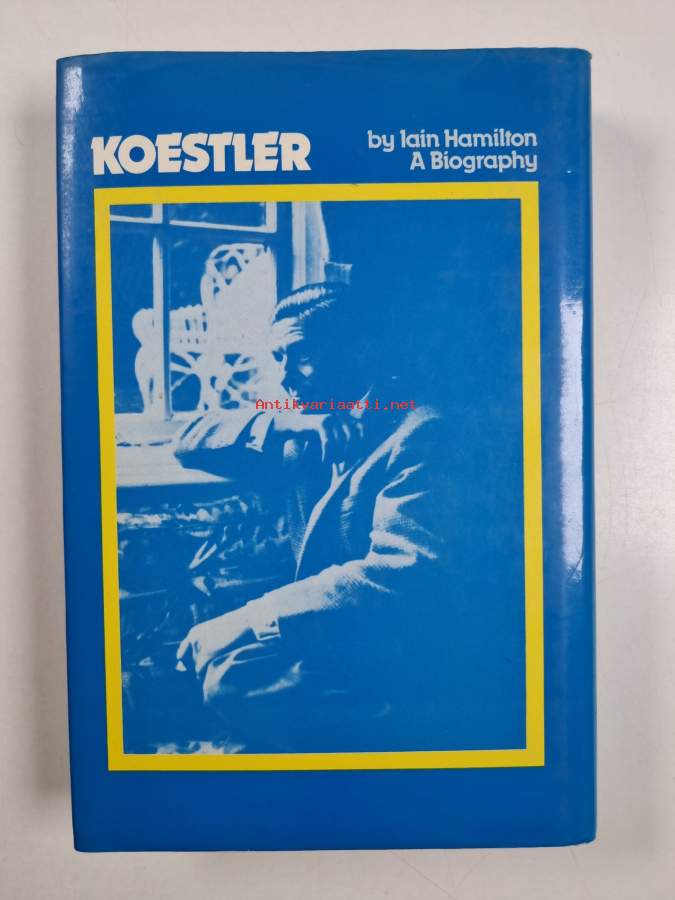 KOESTLER
by Iain Hamilton
A Biography
Antikvariaatti.net